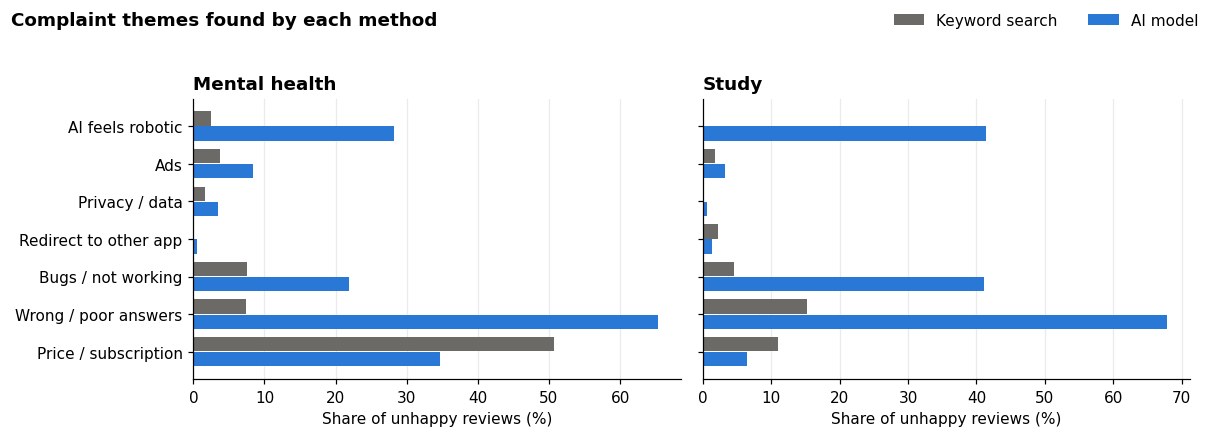 Complaint themes found by each method
Keyword search
AI model
Mental health
Study
AI feels robotic
Ads
Privacy / data
Redirect to other app
Bugs / not working
Wrong / poor answers
Price / subscription
0 10 20 30 40 50 60
0 10 20 30 40 50 60 70
Share of unhappy reviews (%)
Share of unhappy reviews (%)